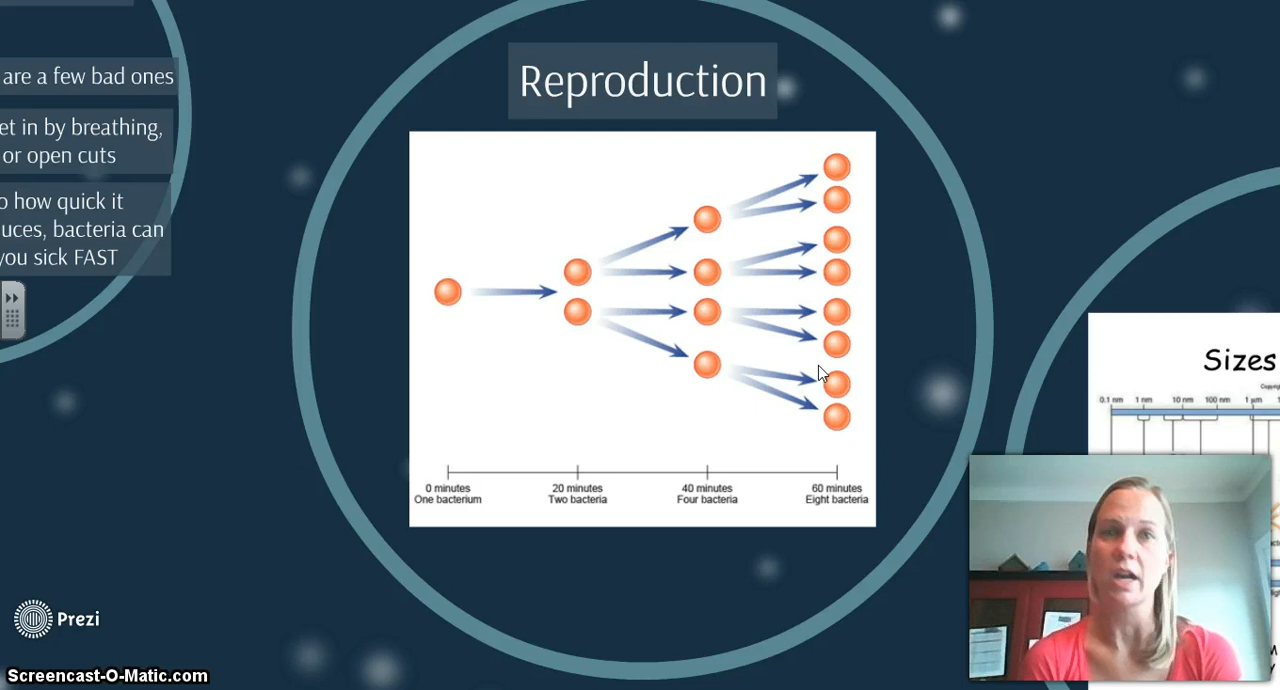 are a few bad ones
et in by breathing,
or open cuts
o how quick it
uces, bacteria can
you sick FAST
Reproduction
0 minutes
One bacterium
20 minutes
Two bacteria
40 minutes
Four bacteria
60 minutes
Eight bacteria
Sizes
0.1 nm 1 nm 10 nm 100 nm 1 µm
Prezi
Screencast-O-Matic.com